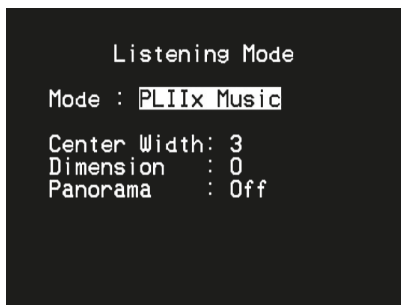 Listening Mode
Mode : PLIIx Music
Center Width: 3
Dimension : 0
Panorama : Off